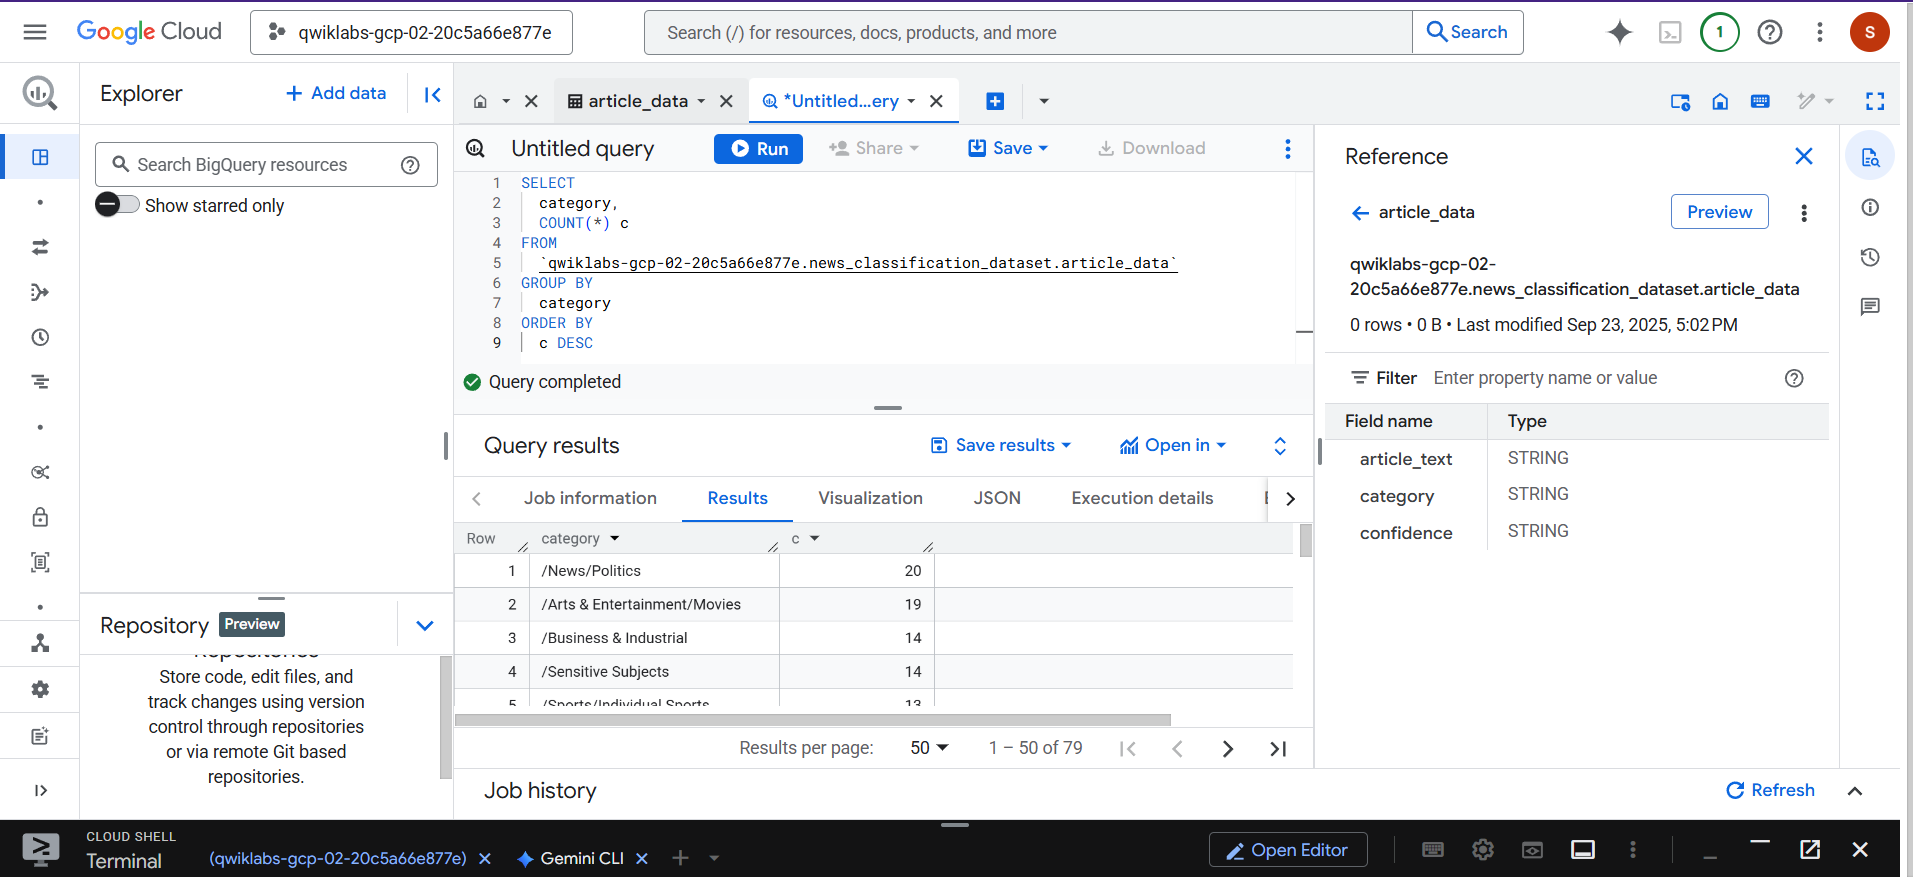 Google Cloud
qwiklabs-gcp-02-20c5a66e877e
Search (/) for resources, docs, products, and more
Search
1
S
Explorer
Add data
Search BigQuery resources
Show starred only
Repository
Preview
Repositories
Store code, edit files, and
track changes using version
control through repositories
or via remote Git based
repositories.
article_data
*Untitled...ery
Untitled query
Run
Share
Save
Download
1 SELECT
2 category,
3 COUNT(*) c
4 FROM
5 `qwiklabs-gcp-02-20c5a66e877e.news_classification_dataset.article_data`
6 GROUP BY
7 category
8 ORDER BY
9 c DESC
Query completed
Query results
Save results
Open in
Job information
Results
Visualization
JSON
Execution details
Row category c
1 /News/Politics 20
2 /Arts & Entertainment/Movies 19
3 /Business & Industrial 14
4 /Sensitive Subjects 14
5 /Sports/Individual Sports 13
Results per page: 50 1 – 50 of 79
Job history
Refresh
Reference
article_data
Preview
qwiklabs-gcp-02-
20c5a66e877e.news_classification_dataset.article_data
0 rows • 0 B • Last modified Sep 23, 2025, 5:02 PM
Filter Enter property name or value
Field name Type
article_text STRING
category STRING
confidence STRING
CLOUD SHELL
Terminal
(qwiklabs-gcp-02-20c5a66e877e)
Gemini CLI
Open Editor